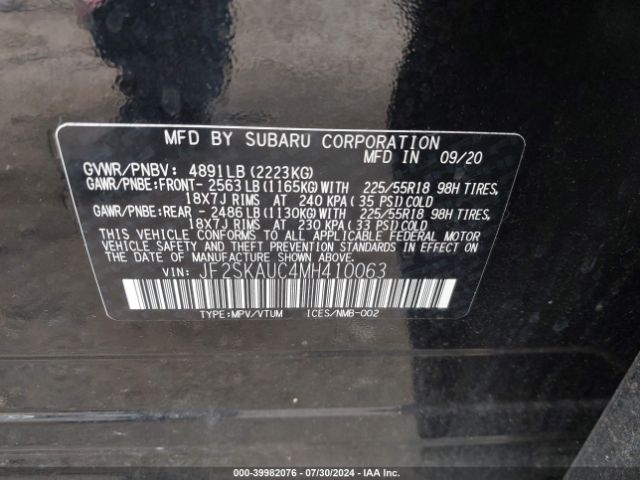 MFD BY SUBARU CORPORATION
MFD IN 09/20
GVWR/PNBV: 4891LB(2223KG)
GAWR/PNBE:FRONT- 2563LB(1165KG)WITH 225/55R18 98H TIRES,
18X7J RIMS AT 240 KPA( 35 PSI)COLD
GAWR/PNBE:REAR - 2486LB(1130KG)WITH 225/55R18 98H TIRES,
18X7J RIMS AT 230 KPA( 33 PSI)COLD
THIS VEHICLE CONFORMS TO ALL APPLICABLE FEDERAL MOTOR
VEHICLE SAFETY AND THEFT PREVENTION STANDARDS IN EFFECT ON
THE DATE OF MANUFACTURE SHOWN ABOVE.
VIN: JF2SKAUC4MH410063
TYPE:MPV/VTUM ICES/NMB-002
000-39982076 / 07/30/2024 - IAA Inc.